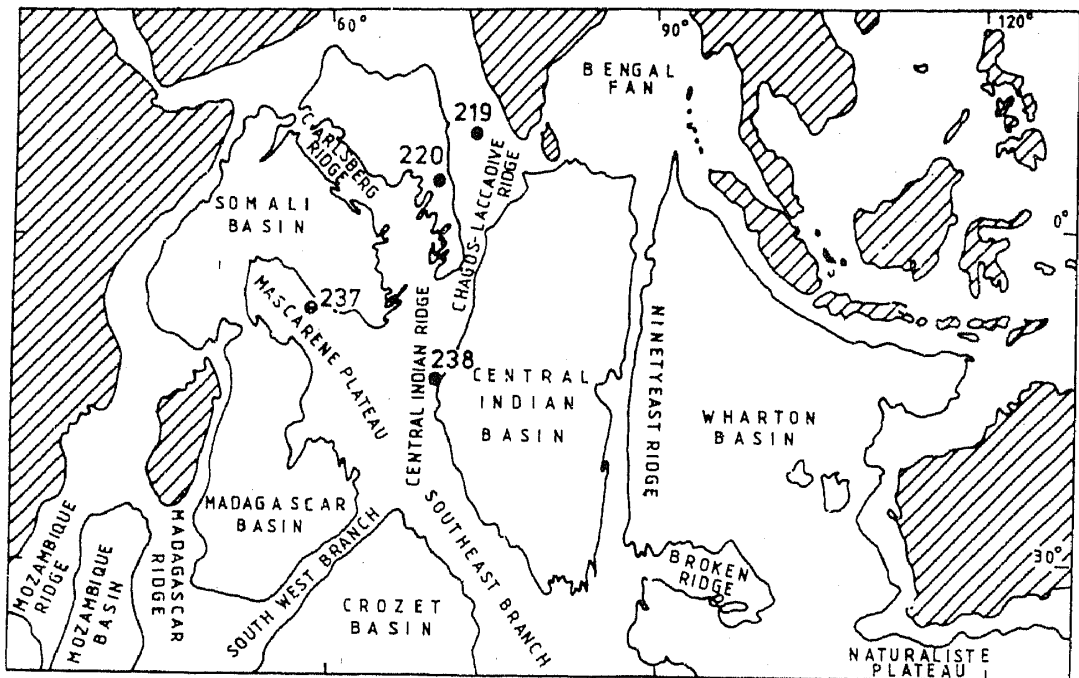 60°
90°
120°
BENGAL
FAN
219
CARLSBERG
RIDGE
220
CHAGOS-LACCADIVE
RIDGE
SOMALI
BASIN
0°
237
MASCARENE PLATEAU
CENTRAL INDIAN RIDGE
238
CENTRAL
INDIAN
BASIN
NINETYEAST RIDGE
WHARTON
BASIN
MADAGASCAR
BASIN
SOUTHEAST BRANCH
SOUTH WEST BRANCH
MOZAMBIQUE
RIDGE
MOZAMBIQUE
BASIN
MADAGASCAR
RIDGE
CROZET
BASIN
BROKEN
RIDGE
30°
NATURALISTE
PLATEAU